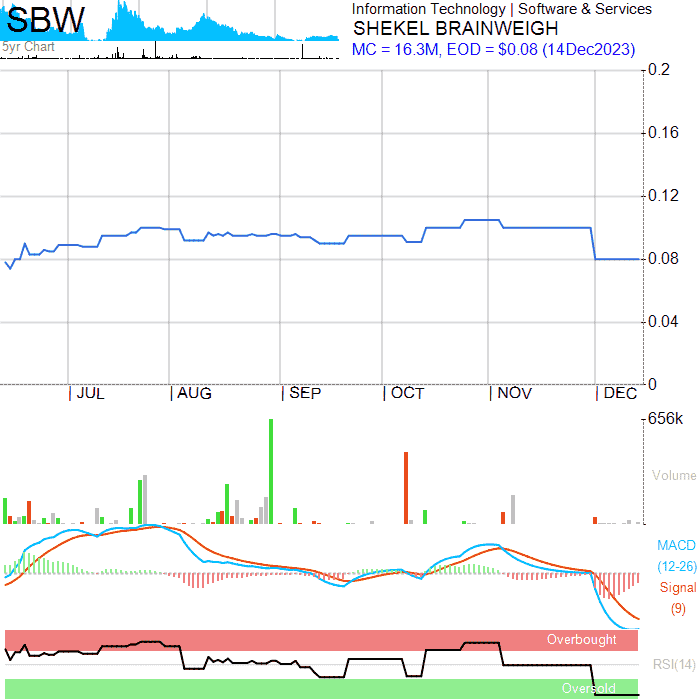 SBW
5yr Chart
Information Technology | Software & Services
SHEKEL BRAINWEIGH
MC = 16.3M, EOD = $0.08 (14Dec2023)
0.2
0.16
0.12
0.08
0.04
0
| JUL | AUG | SEP | OCT | NOV | DEC
656k
Volume
MACD
(12-26)
Signal
(9)
Overbought
RSI(14)
Oversold